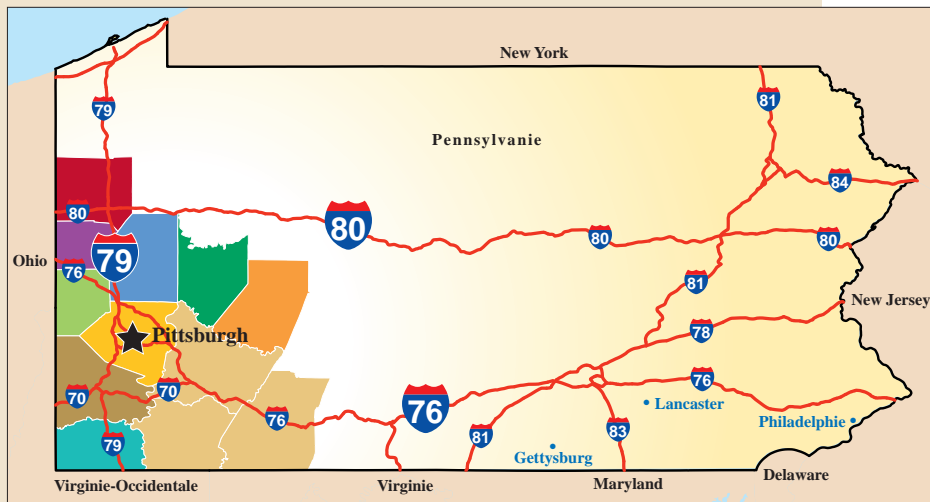 New York
79
81
Pennsylvanie
84
80
80
80
80
79
Ohio
76
81
New Jersey
Pittsburgh
78
70
70
76
76
76
Lancaster
Philadelphie
79
81
83
Gettysburg
Delaware
Virginie-Occidentale
Virginie
Maryland